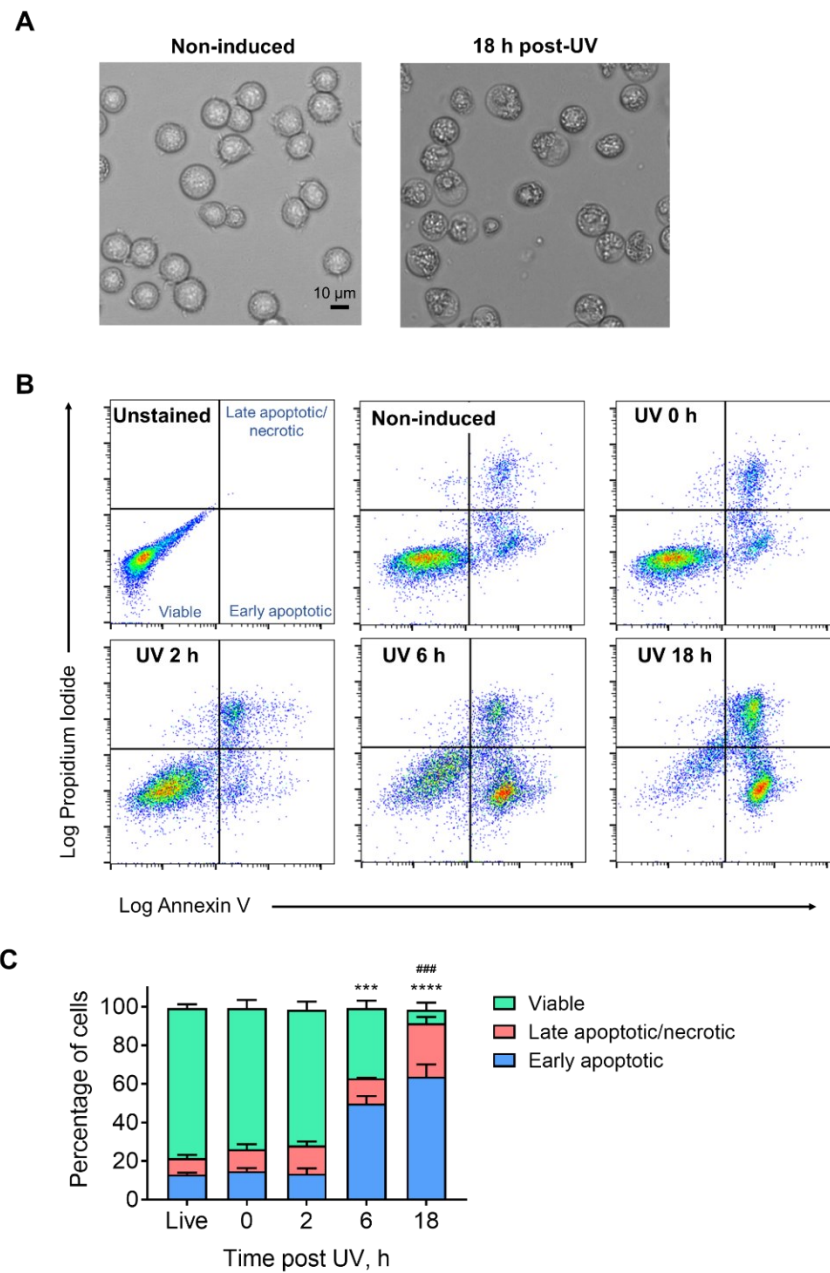 A
Non-induced
18 h post-UV
10 µm
B
Unstained
Late apoptotic/
necrotic
Viable
Early apoptotic
Non-induced
UV 0 h
UV 2 h
UV 6 h
UV 18 h
Log Propidium Iodide
Log Annexin V
C
Percentage of cells
100
80
60
40
20
0
***
###
****
Live
0
2
6
18
Time post UV, h
Viable
Late apoptotic/necrotic
Early apoptotic